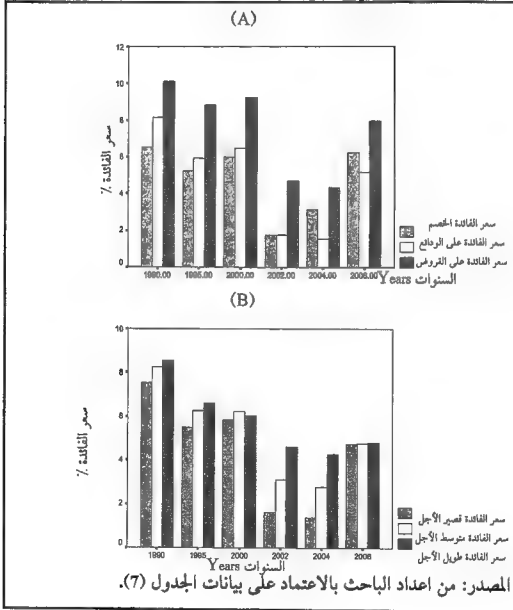 (A)
12
10
8
6
4
2
0
سعر الفائدة ٪
1990.00 1995.00 2000.00 2002.00 2004.00 2006.00
السنوات Years
سعر الفائدة الخصم
سعر الفائدة على الودائع
سعر الفائدة على القروض
(B)
10
8
6
4
2
0
سعر الفائدة ٪
1990 1995 2000 2002 2004 2006
السنوات Years
سعر الفائدة قصير الأجل
سعر الفائدة متوسط الأجل
سعر الفائدة طويل الأجل
المصدر: من اعداد الباحث بالاعتماد على بيانات الجدول (7).